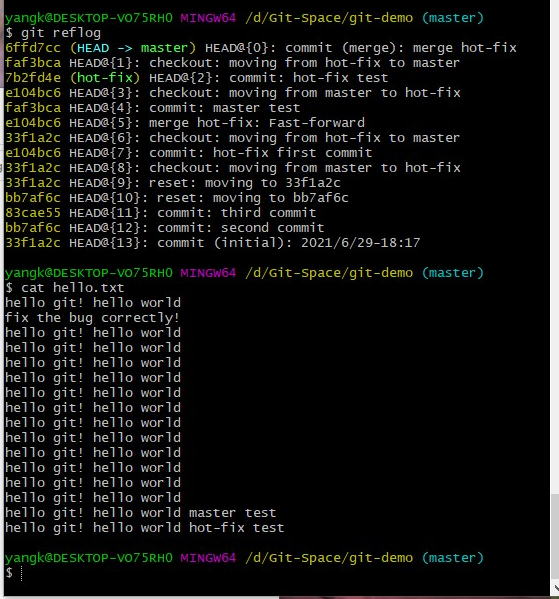 yangk@DESKTOP-VO75RH0 MINGW64 /d/Git-Space/git-demo (master)
$ git reflog
6ffd7cc (HEAD -> master) HEAD@{0}: commit (merge): merge hot-fix
faf3bca HEAD@{1}: checkout: moving from hot-fix to master
7b2fd4e (hot-fix) HEAD@{2}: commit: hot-fix test
e104bc6 HEAD@{3}: checkout: moving from master to hot-fix
faf3bca HEAD@{4}: commit: master test
e104bc6 HEAD@{5}: merge hot-fix: Fast-forward
33f1a2c HEAD@{6}: checkout: moving from hot-fix to master
e104bc6 HEAD@{7}: commit: hot-fix first commit
33f1a2c HEAD@{8}: checkout: moving from master to hot-fix
33f1a2c HEAD@{9}: reset: moving to 33f1a2c
bb7af6c HEAD@{10}: reset: moving to bb7af6c
83cae55 HEAD@{11}: commit: third commit
bb7af6c HEAD@{12}: commit: second commit
33f1a2c HEAD@{13}: commit (initial): 2021/6/29-18:17
yangk@DESKTOP-VO75RH0 MINGW64 /d/Git-Space/git-demo (master)
$ cat hello.txt
hello git! hello world
fix the bug correctly!
hello git! hello world
hello git! hello world
hello git! hello world
hello git! hello world
hello git! hello world
hello git! hello world
hello git! hello world
hello git! hello world
hello git! hello world
hello git! hello world
hello git! hello world
hello git! hello world
hello git! hello world master test
hello git! hello world hot-fix test
yangk@DESKTOP-VO75RH0 MINGW64 /d/Git-Space/git-demo (master)
$